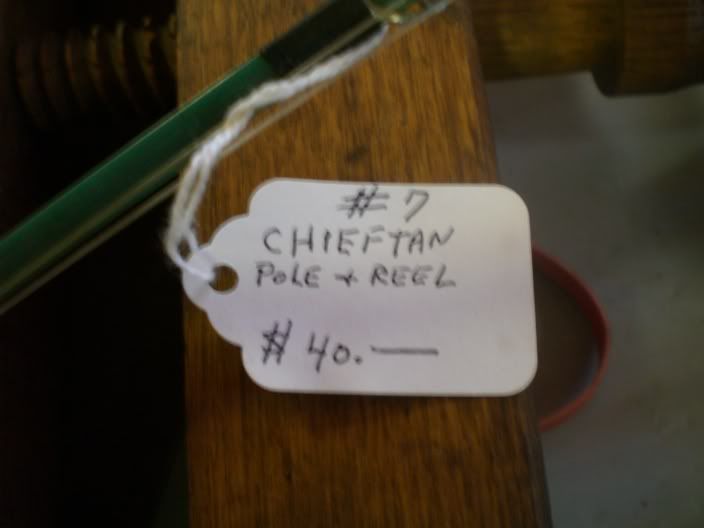 # 7
CHIEFTAN
POLE + REEL
# 40.—